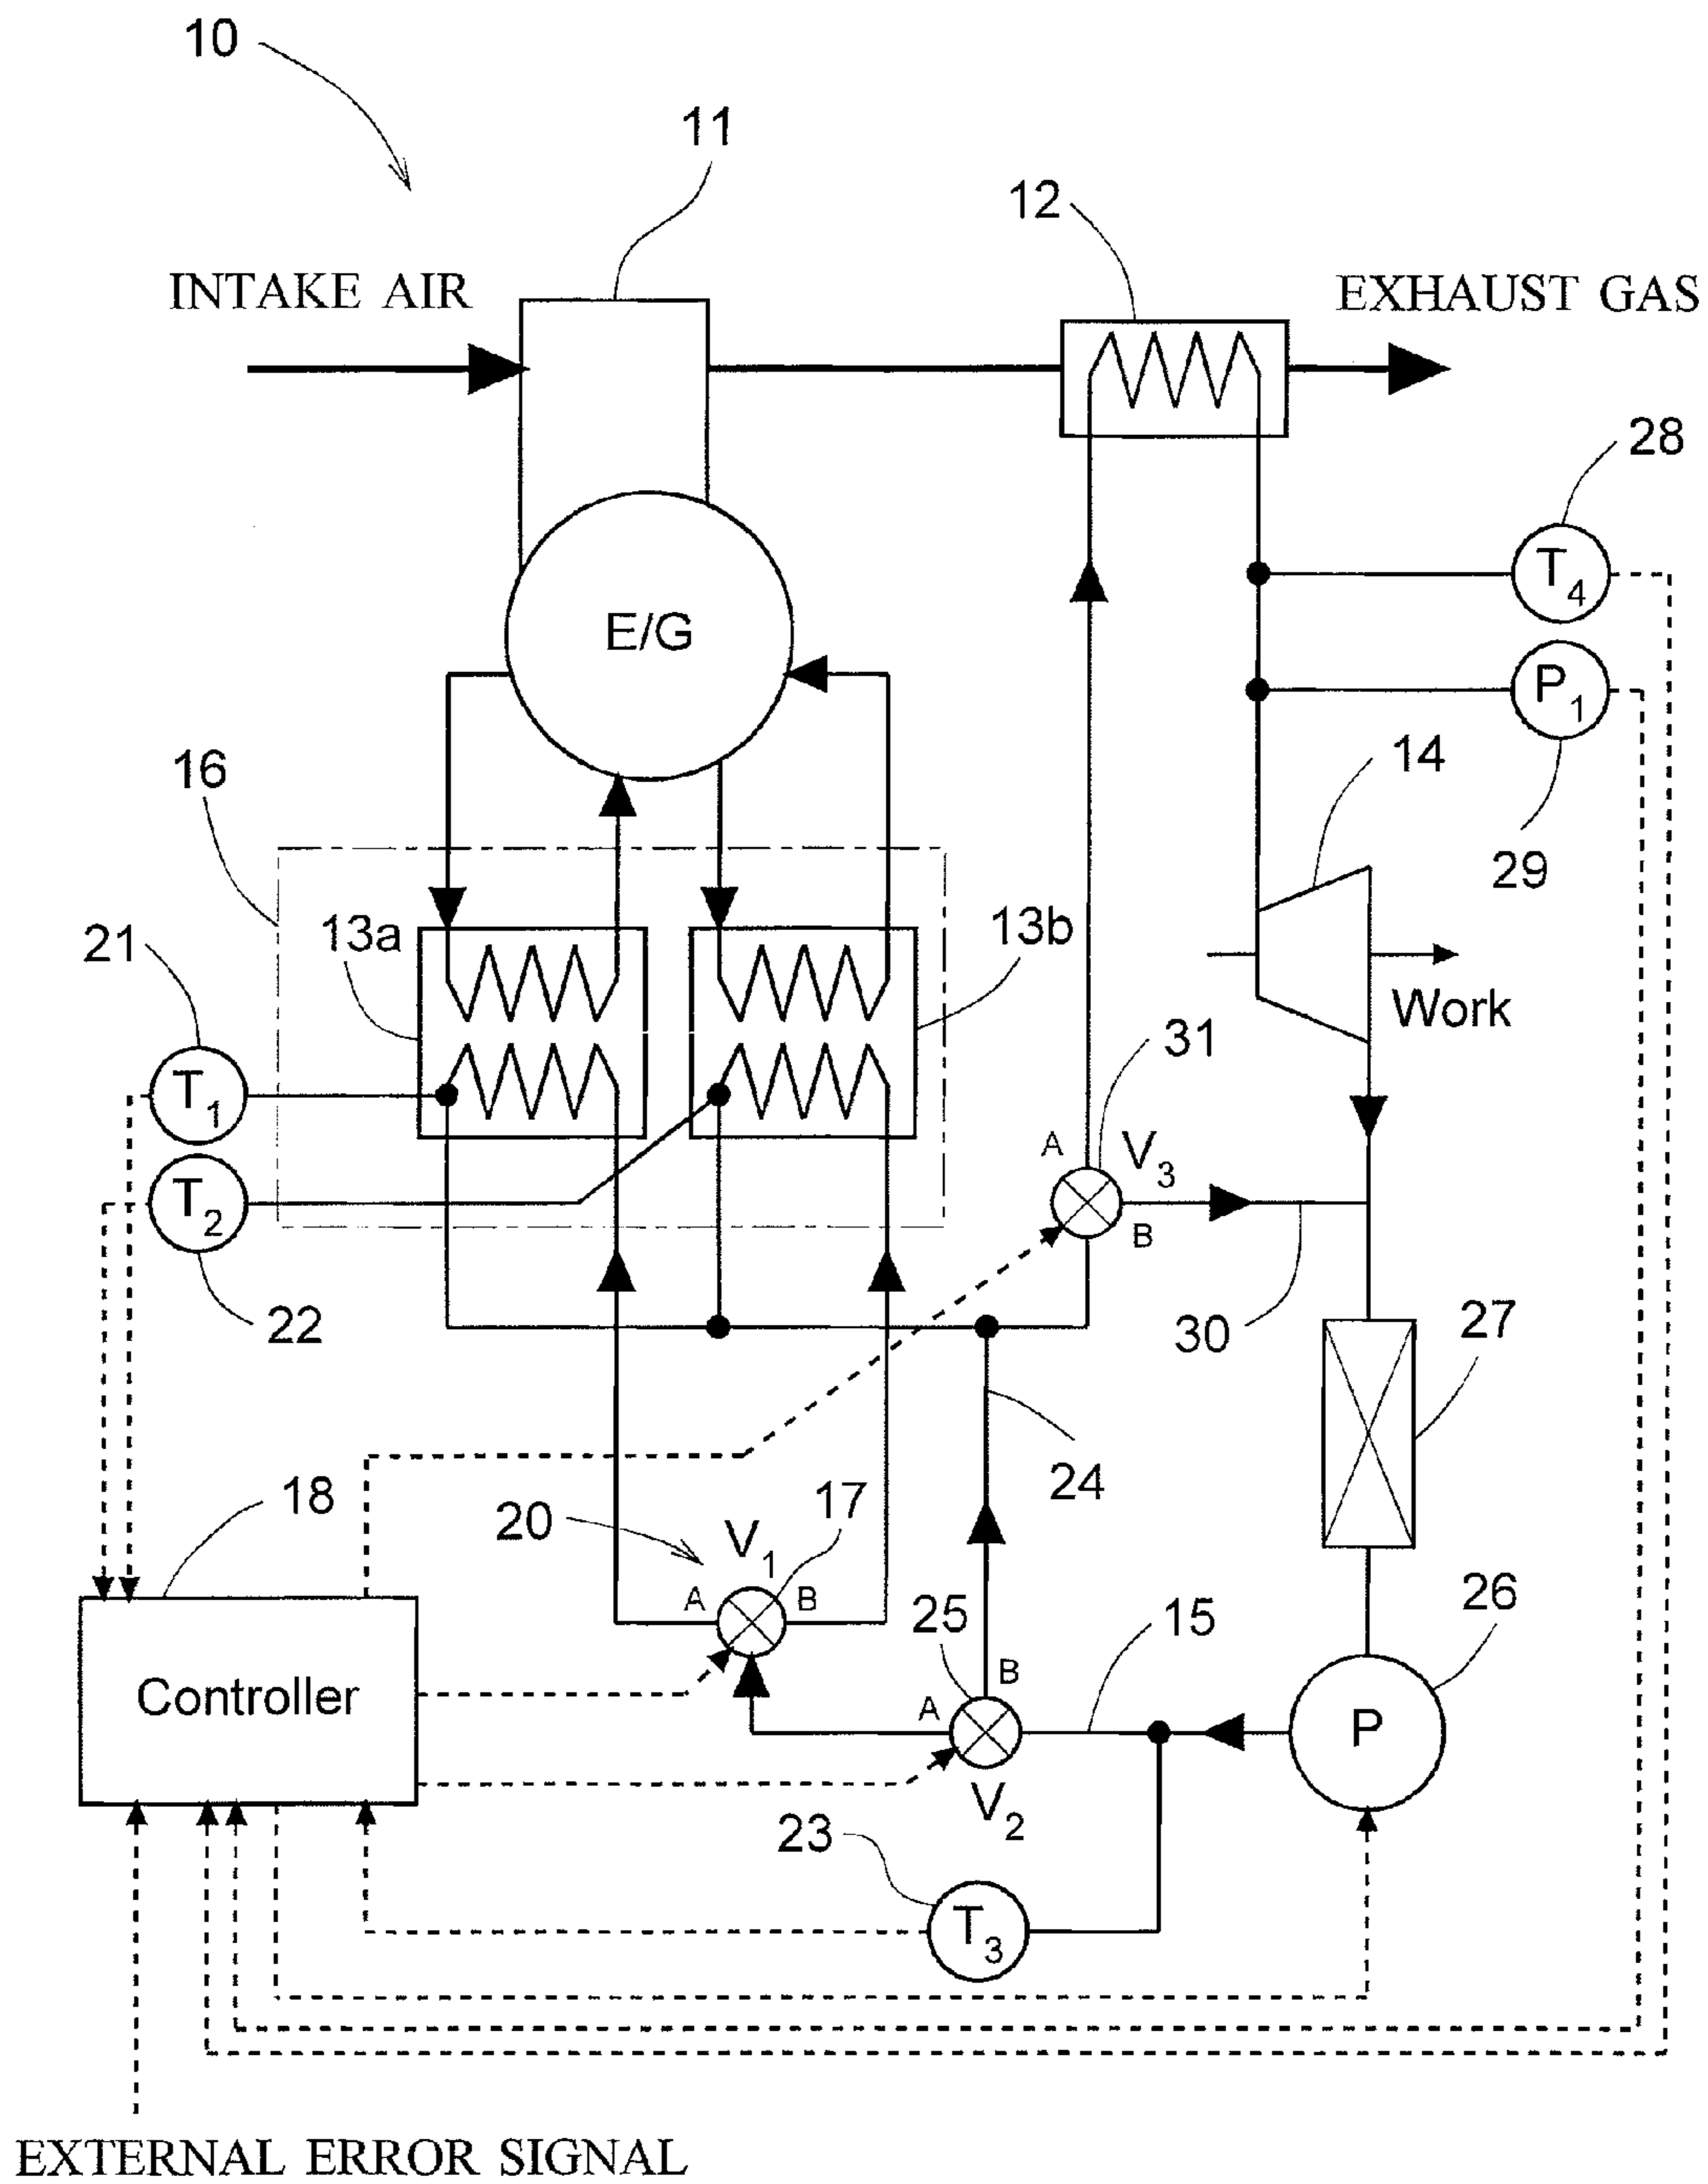 10
11
12
INTAKE AIR
EXHAUST GAS
28
T4
E/G
P1
16
14
29
21
13a
13b
Work
31
T1
A
V3
T2
B
22
30
27
24
18
20
V1
17
A
B
25
15
26
B
Controller
A
P
V2
23
T3
EXTERNAL ERROR SIGNAL